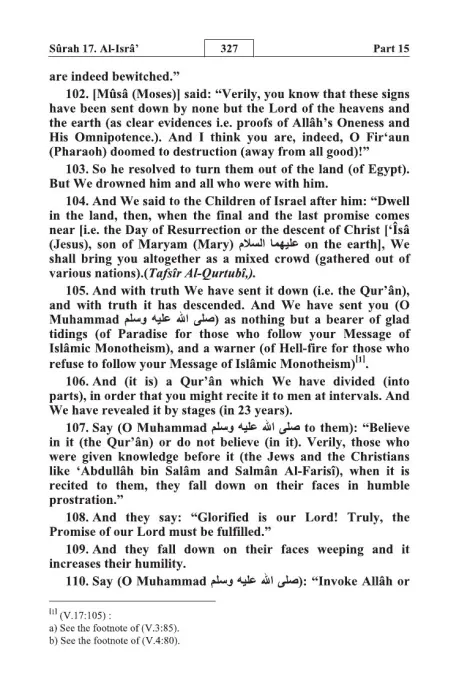 Sûrah 17. Al-Isrâ’ 327 Part 15
are indeed bewitched.”
102. [Mûsâ (Moses)] said: “Verily, you know that these signs
have been sent down by none but the Lord of the heavens and
the earth (as clear evidences i.e. proofs of Allâh’s Oneness and
His Omnipotence.). And I think you are, indeed, O Fir‘aun
(Pharaoh) doomed to destruction (away from all good)!”
103. So he resolved to turn them out of the land (of Egypt).
But We drowned him and all who were with him.
104. And We said to the Children of Israel after him: “Dwell
in the land, then, when the final and the last promise comes
near [i.e. the Day of Resurrection or the descent of Christ [‘Îsâ
(Jesus), son of Maryam (Mary) عليهما السلام on the earth], We
shall bring you altogether as a mixed crowd (gathered out of
various nations).(Tafsîr Al-Qurtubî,).
105. And with truth We have sent it down (i.e. the Qur’ân),
and with truth it has descended. And We have sent you (O
Muhammad صلى الله عليه وسلم) as nothing but a bearer of glad
tidings (of Paradise for those who follow your Message of
Islâmic Monotheism), and a warner (of Hell-fire for those who
refuse to follow your Message of Islâmic Monotheism)[1].
106. And (it is) a Qur’ân which We have divided (into
parts), in order that you might recite it to men at intervals. And
We have revealed it by stages (in 23 years).
107. Say (O Muhammad صلى الله عليه وسلم to them): “Believe
in it (the Qur’ân) or do not believe (in it). Verily, those who
were given knowledge before it (the Jews and the Christians
like ‘Abdullâh bin Salâm and Salmân Al-Farisî), when it is
recited to them, they fall down on their faces in humble
prostration.”
108. And they say: “Glorified is our Lord! Truly, the
Promise of our Lord must be fulfilled.”
109. And they fall down on their faces weeping and it
increases their humility.
110. Say (O Muhammad صلى الله عليه وسلم): “Invoke Allâh or
[1] (V.17:105) :
a) See the footnote of (V.3:85).
b) See the footnote of (V.4:80).